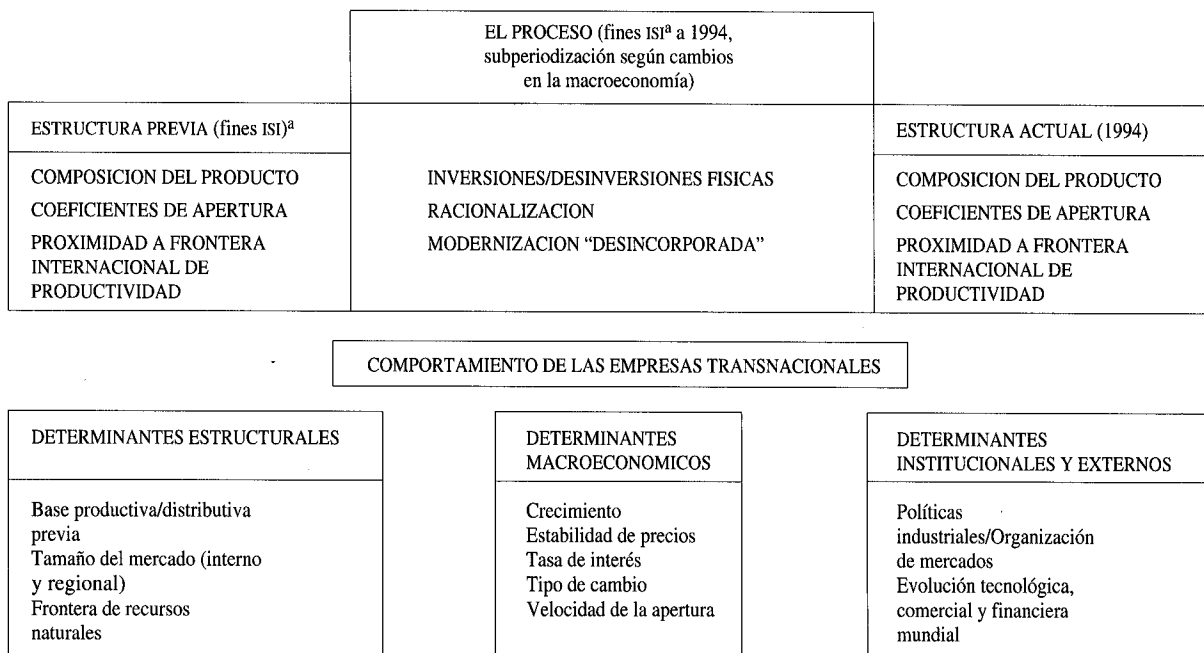 EL PROCESO (fines ISIª a 1994,
subperiodización según cambios
en la macroeconomía)
ESTRUCTURA PREVIA (fines ISI)ª
COMPOSICION DEL PRODUCTO
COEFICIENTES DE APERTURA
PROXIMIDAD A FRONTERA
INTERNACIONAL DE
PRODUCTIVIDAD
INVERSIONES/DESINVERSIONES FISICAS
RACIONALIZACION
MODERNIZACION “DESINCORPORADA”
ESTRUCTURA ACTUAL (1994)
COMPOSICION DEL PRODUCTO
COEFICIENTES DE APERTURA
PROXIMIDAD A FRONTERA
INTERNACIONAL DE
PRODUCTIVIDAD
COMPORTAMIENTO DE LAS EMPRESAS TRANSNACIONALES
DETERMINANTES ESTRUCTURALES
Base productiva/distributiva
previa
Tamaño del mercado (interno
y regional)
Frontera de recursos
naturales
DETERMINANTES
MACROECONOMICOS
Crecimiento
Estabilidad de precios
Tasa de interés
Tipo de cambio
Velocidad de la apertura
DETERMINANTES
INSTITUCIONALES Y EXTERNOS
Políticas
industriales/Organización
de mercados
Evolución tecnológica,
comercial y financiera
mundial